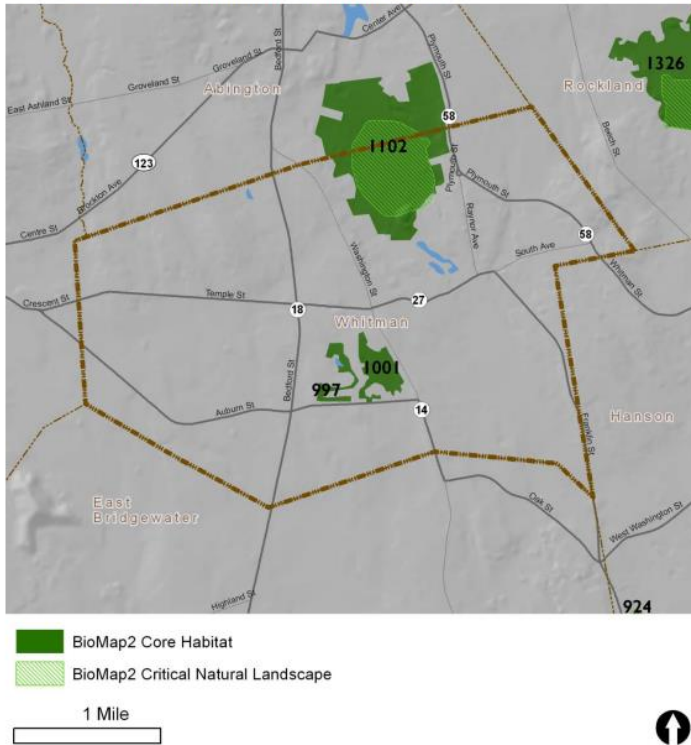 Center Ave
Groveland St
Bedford St
Plymouth St
Groveland St
East Ashland St
Abington
1326
Rockland
58
Beech St
123
Brockton Ave
1102
Plymouth St
Plymouth St
Centre St
Raynor Ave
58
South Ave
Washington St
Whitman St
Crescent St
Temple St
18
27
Whitman
1001
997
Bedford St
Auburn St
14
Hanson
Franklin St
East
Bridgewater
Oak St
West Washington St
Highland St
924
BioMap2 Core Habitat
BioMap2 Critical Natural Landscape
1 Mile